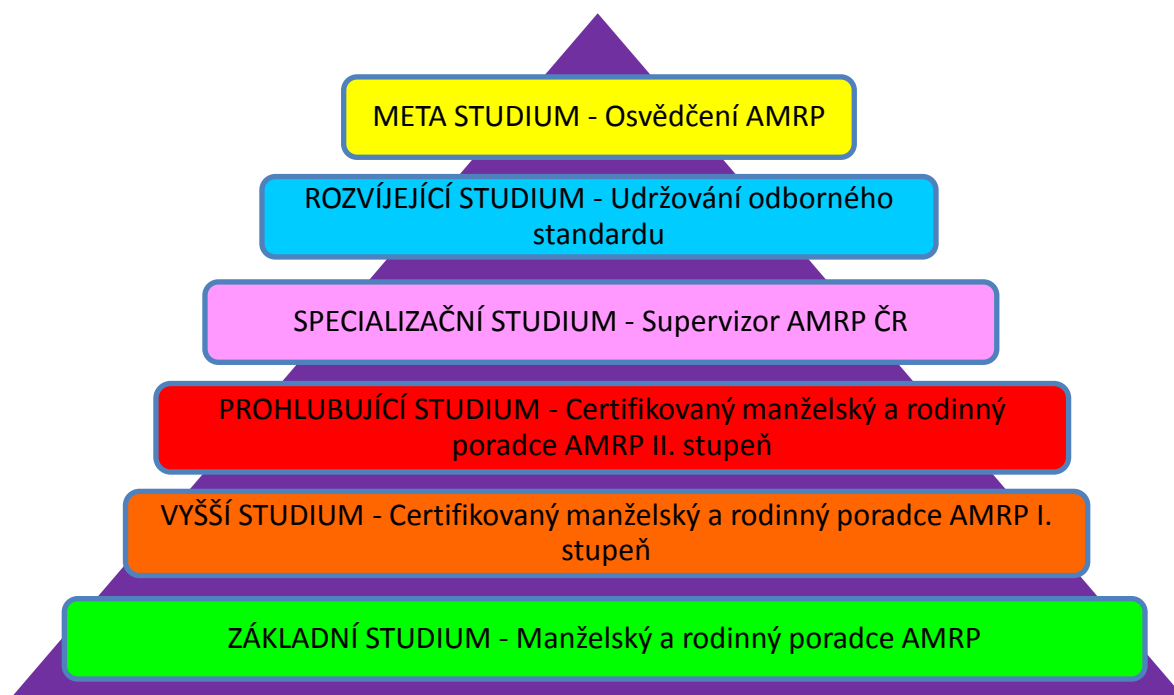 META STUDIUM - Osvědčení AMRP
ROZVÍJEJÍCÍ STUDIUM - Udržování odborného
standardu
SPECIALIZAČNÍ STUDIUM - Supervizor AMRP ČR
PROHLUBUJÍCÍ STUDIUM - Certifikovaný manželský a rodinný
poradce AMRP II. stupeň
VYŠŠÍ STUDIUM - Certifikovaný manželský a rodinný poradce AMRP I.
stupeň
ZÁKLADNÍ STUDIUM - Manželský a rodinný poradce AMRP